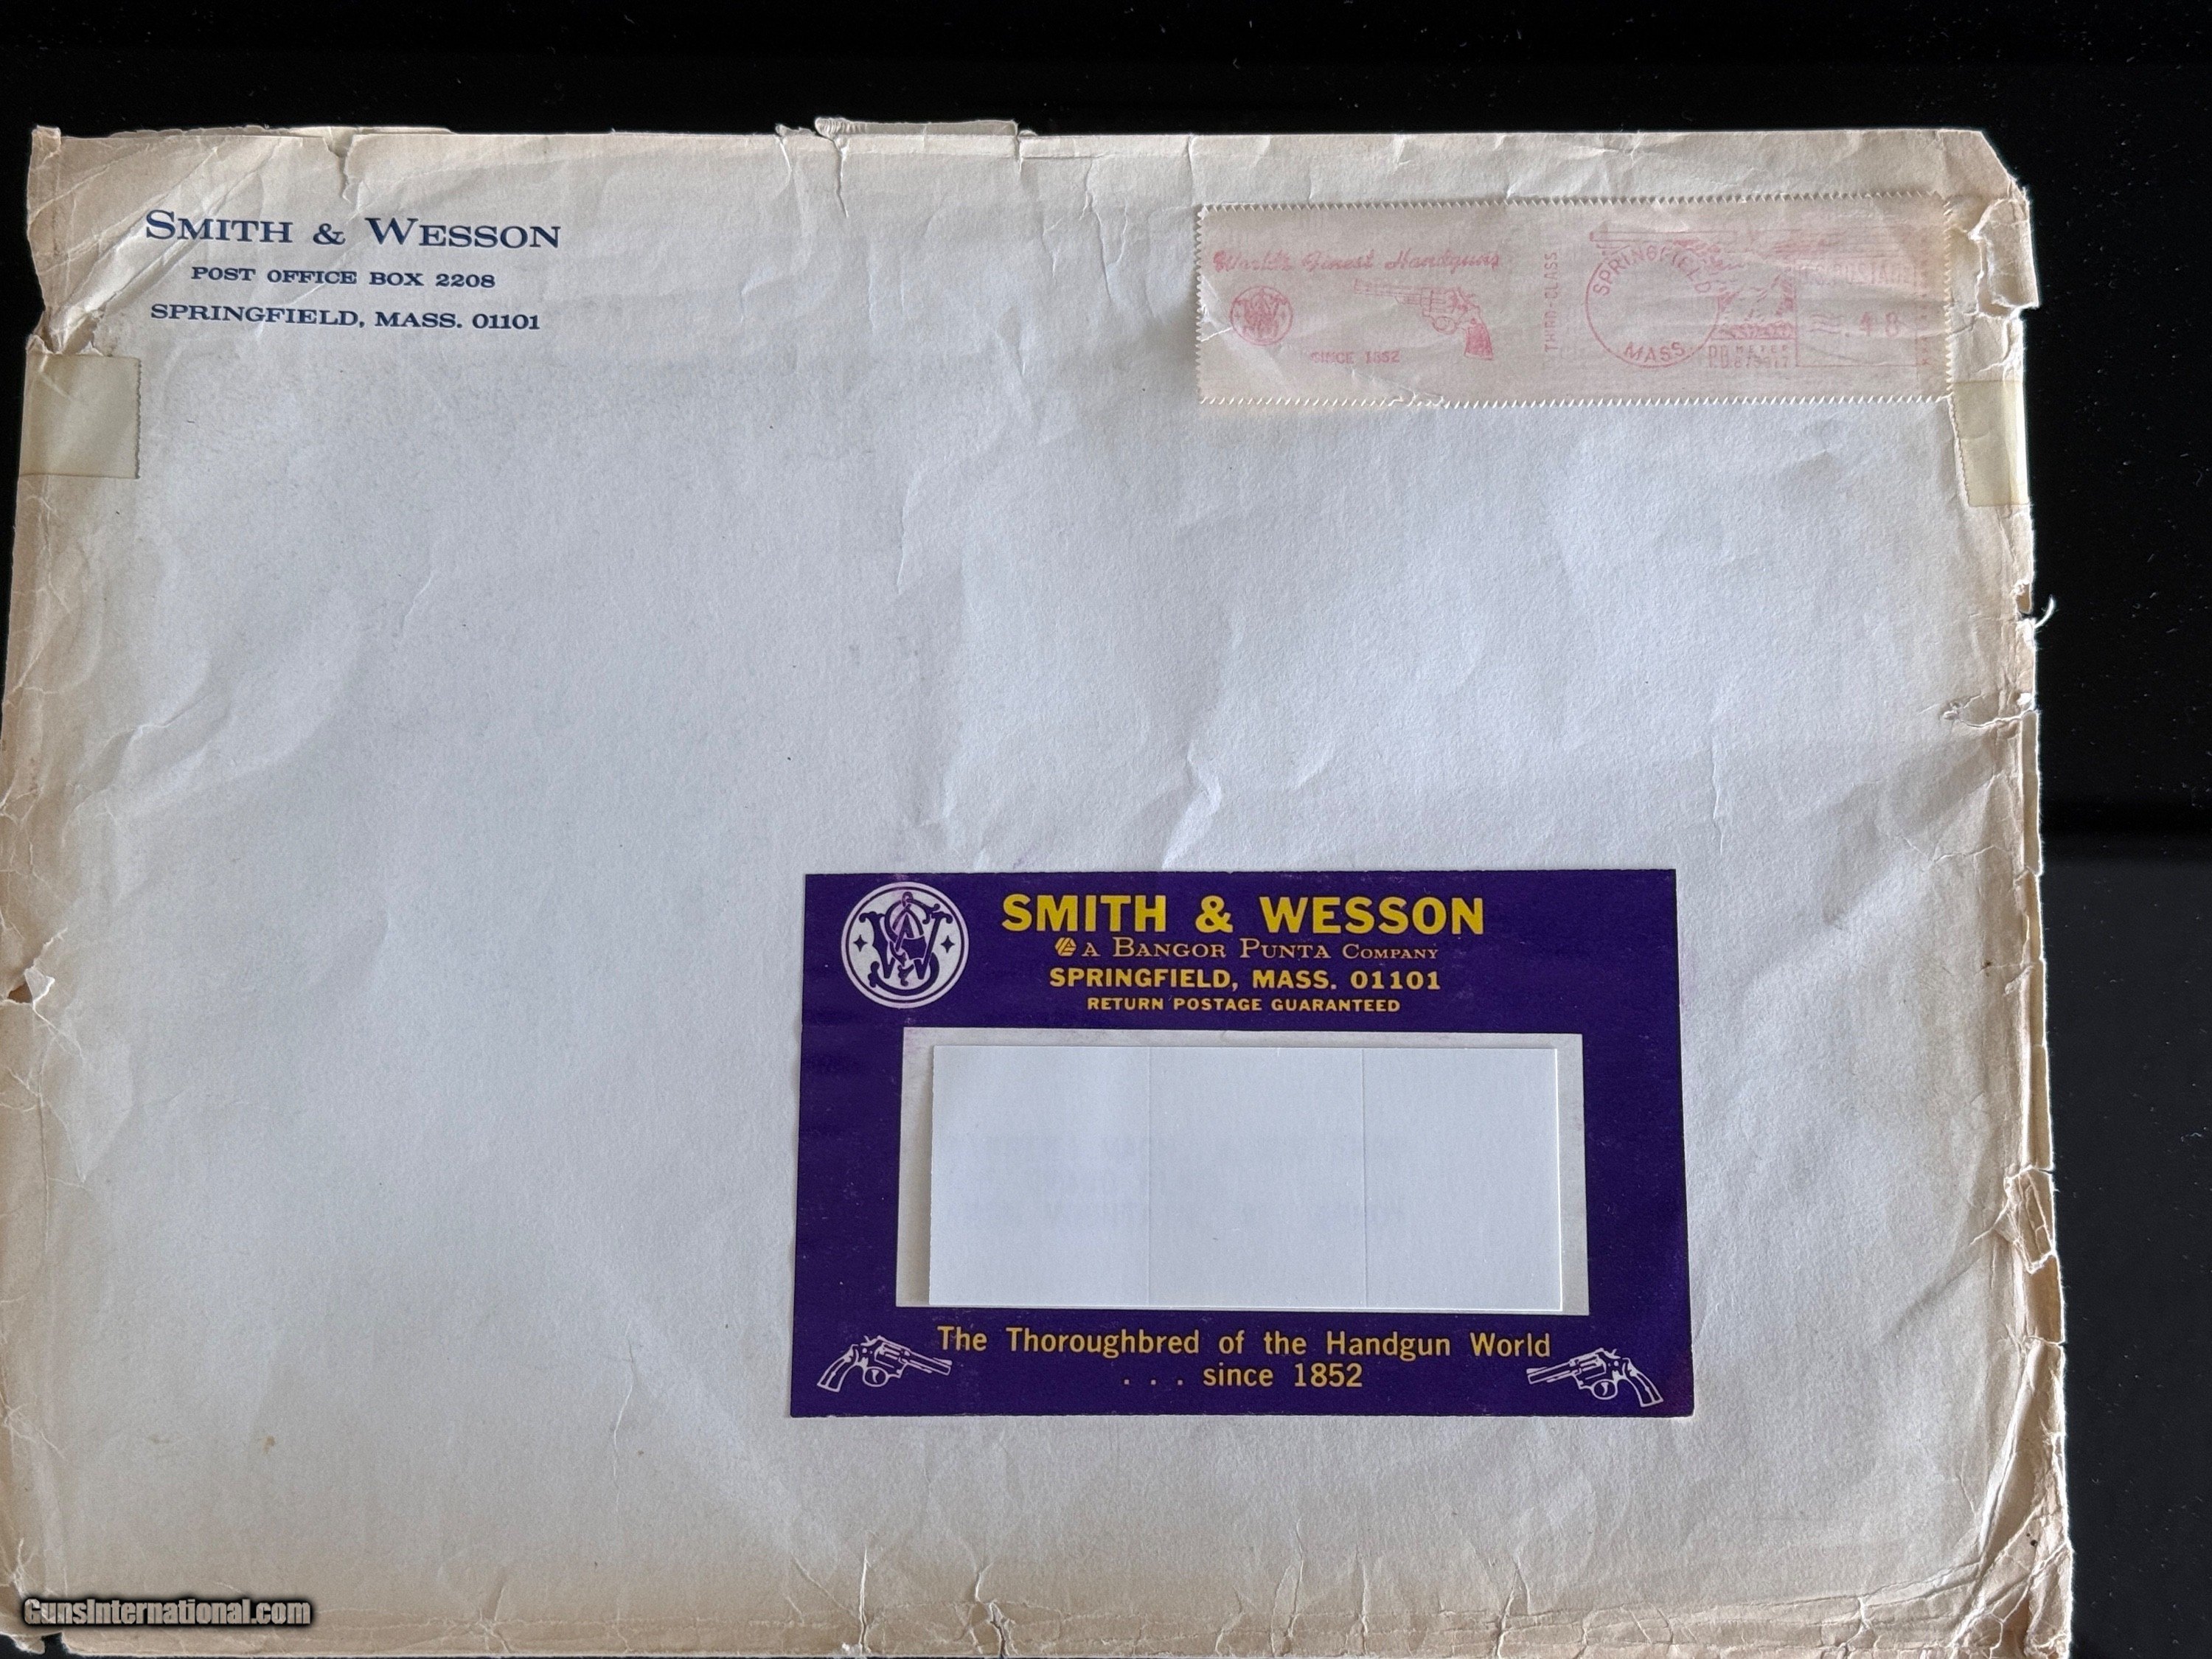 SMITH & WESSON
POST OFFICE BOX 2208
SPRINGFIELD, MASS. 01101
World's Finest Handguns
SINCE 1852
THIRD-CLASS
SPRINGFIELD
MASS
P.B. METER
SMITH & WESSON
A BANGOR PUNTA COMPANY
SPRINGFIELD, MASS. 01101
RETURN POSTAGE GUARANTEED
The Thoroughbred of the Handgun World
. . . since 1852
GunsInternational.com